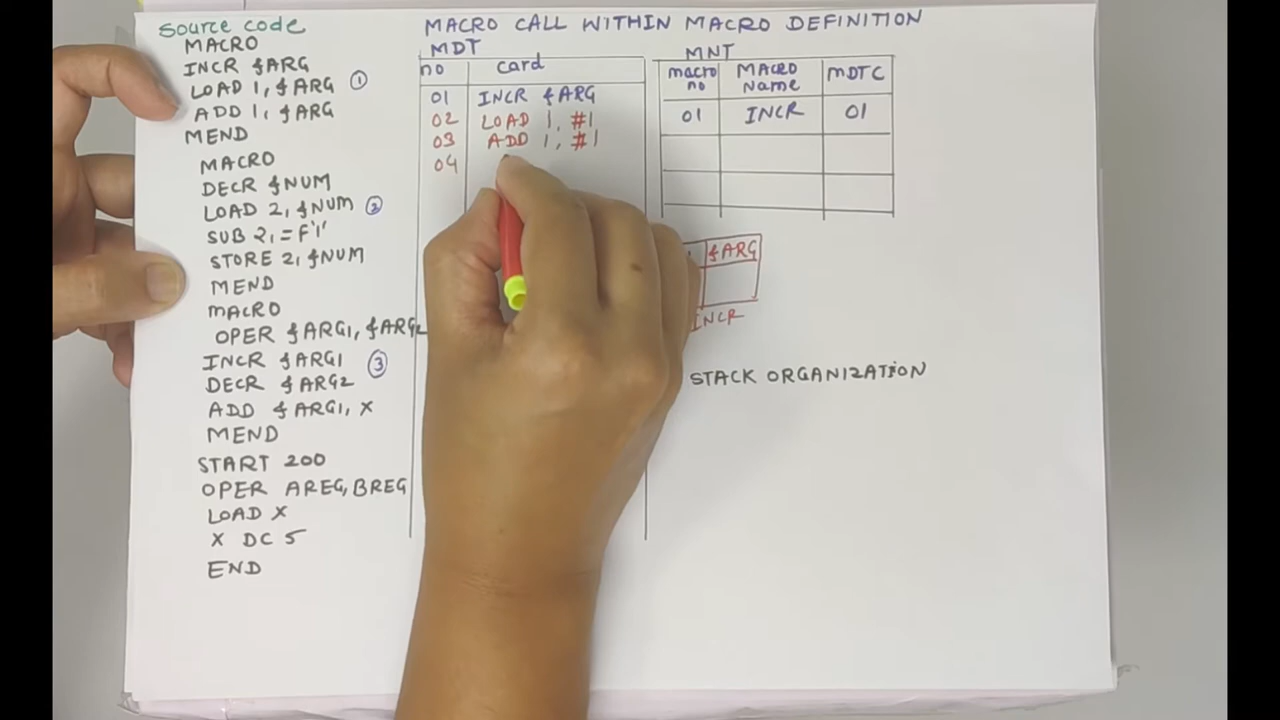 Source code
MACRO
INCR &ARG
LOAD 1, &ARG ①
ADD 1, &ARG
MEND
MACRO
DECR &NUM
LOAD 2, &NUM ②
SUB 2, =F'1'
STORE 2, &NUM
MEND
MACRO
OPER &ARG1, &ARG2
INCR &ARG1 ③
DECR &ARG2
ADD &ARG1, X
MEND
START 200
OPER AREG, BREG
LOAD X
X DC 5
END
MACRO CALL WITHIN MACRO DEFINITION
MDT
no card
01 INCR &ARG
02 LOAD 1, #1
03 ADD 1, #1
04
MNT
macro no MACRO Name MDTC
01 INCR 01
&ARG
INCR
STACK ORGANIZATION